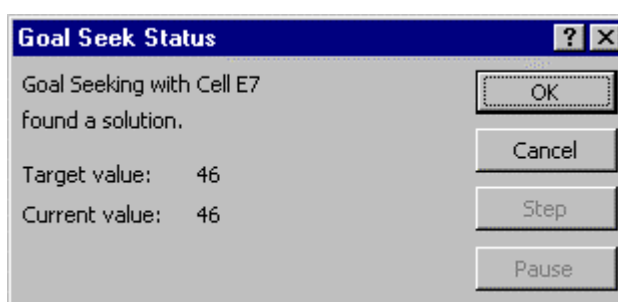 Goal Seek Status
Goal Seeking with Cell E7
found a solution.
Target value: 46
Current value: 46
OK
Cancel
Step
Pause